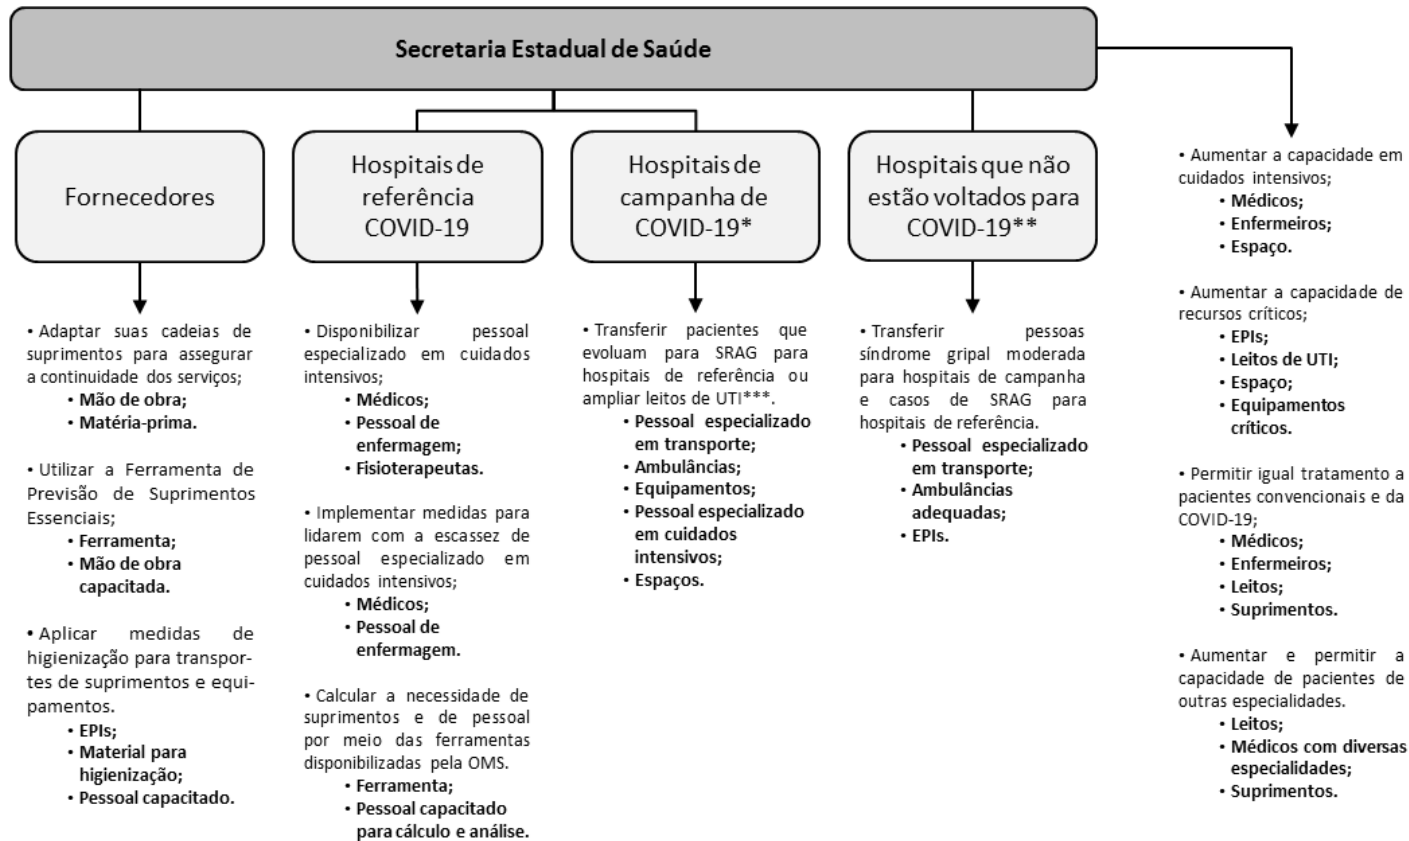 Secretaria Estadual de Saúde
Fornecedores
• Adaptar suas cadeias de
suprimentos para assegurar
a continuidade dos serviços;
• Mão de obra;
• Matéria-prima.
• Utilizar a Ferramenta de
Previsão de Suprimentos
Essenciais;
• Ferramenta;
• Mão de obra
capacitada.
• Aplicar medidas de
higienização para transpor-
tes de suprimentos e equi-
pamentos.
• EPIs;
• Material para
higienização;
• Pessoal capacitado.
Hospitais de
referência
COVID-19
• Disponibilizar pessoal
especializado em cuidados
intensivos;
• Médicos;
• Pessoal de
enfermagem;
• Fisioterapeutas.
• Implementar medidas para
lidarem com a escassez de
pessoal especializado em
cuidados intensivos;
• Médicos;
• Pessoal de
enfermagem.
• Calcular a necessidade de
suprimentos e de pessoal
por meio das ferramentas
disponibilizadas pela OMS.
• Ferramenta;
• Pessoal capacitado
para cálculo e análise.
Hospitais de
campanha de
COVID-19*
• Transferir pacientes que
evoluam para SRAG para
hospitais de referência ou
ampliar leitos de UTI***.
• Pessoal especializado
em transporte;
• Ambulâncias;
• Equipamentos;
• Pessoal especializado
em cuidados
intensivos;
• Espaços.
Hospitais que não
estão voltados para
COVID-19**
• Transferir pessoas
síndrome gripal moderada
para hospitais de campanha
e casos de SRAG para
hospitais de referência.
• Pessoal especializado
em transporte;
• Ambulâncias
adequadas;
• EPIs.
• Aumentar a capacidade em
cuidados intensivos;
• Médicos;
• Enfermeiros;
• Espaço.
• Aumentar a capacidade de
recursos críticos;
• EPIs;
• Leitos de UTI;
• Espaço;
• Equipamentos
críticos.
• Permitir igual tratamento a
pacientes convencionais e da
COVID-19;
• Médicos;
• Enfermeiros;
• Leitos;
• Suprimentos.
• Aumentar e permitir a
capacidade de pacientes de
outras especialidades.
• Leitos;
• Médicos com diversas
especialidades;
• Suprimentos.